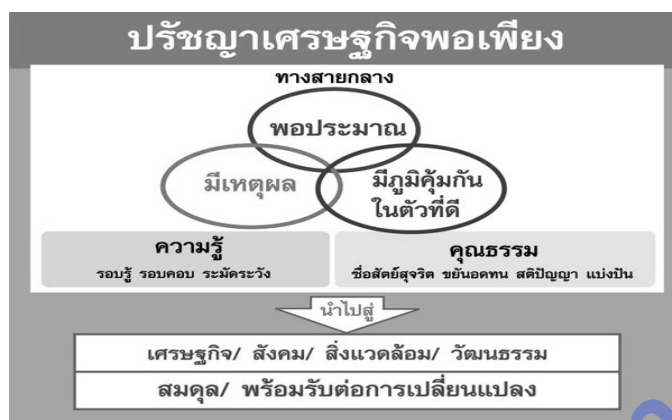 ปรัชญาเศรษฐกิจพอเพียง
ทางสายกลาง
พอประมาณ
มีเหตุผล
มีภูมิคุ้มกัน
ในตัวที่ดี
ความรู้
รอบรู้ รอบคอบ ระมัดระวัง
คุณธรรม
ซื่อสัตย์สุจริต ขยันอดทน สติปัญญา แบ่งปัน
นำไปสู่
เศรษฐกิจ/ สังคม/ สิ่งแวดล้อม/ วัฒนธรรม
สมดุล/ พร้อมรับต่อการเปลี่ยนแปลง